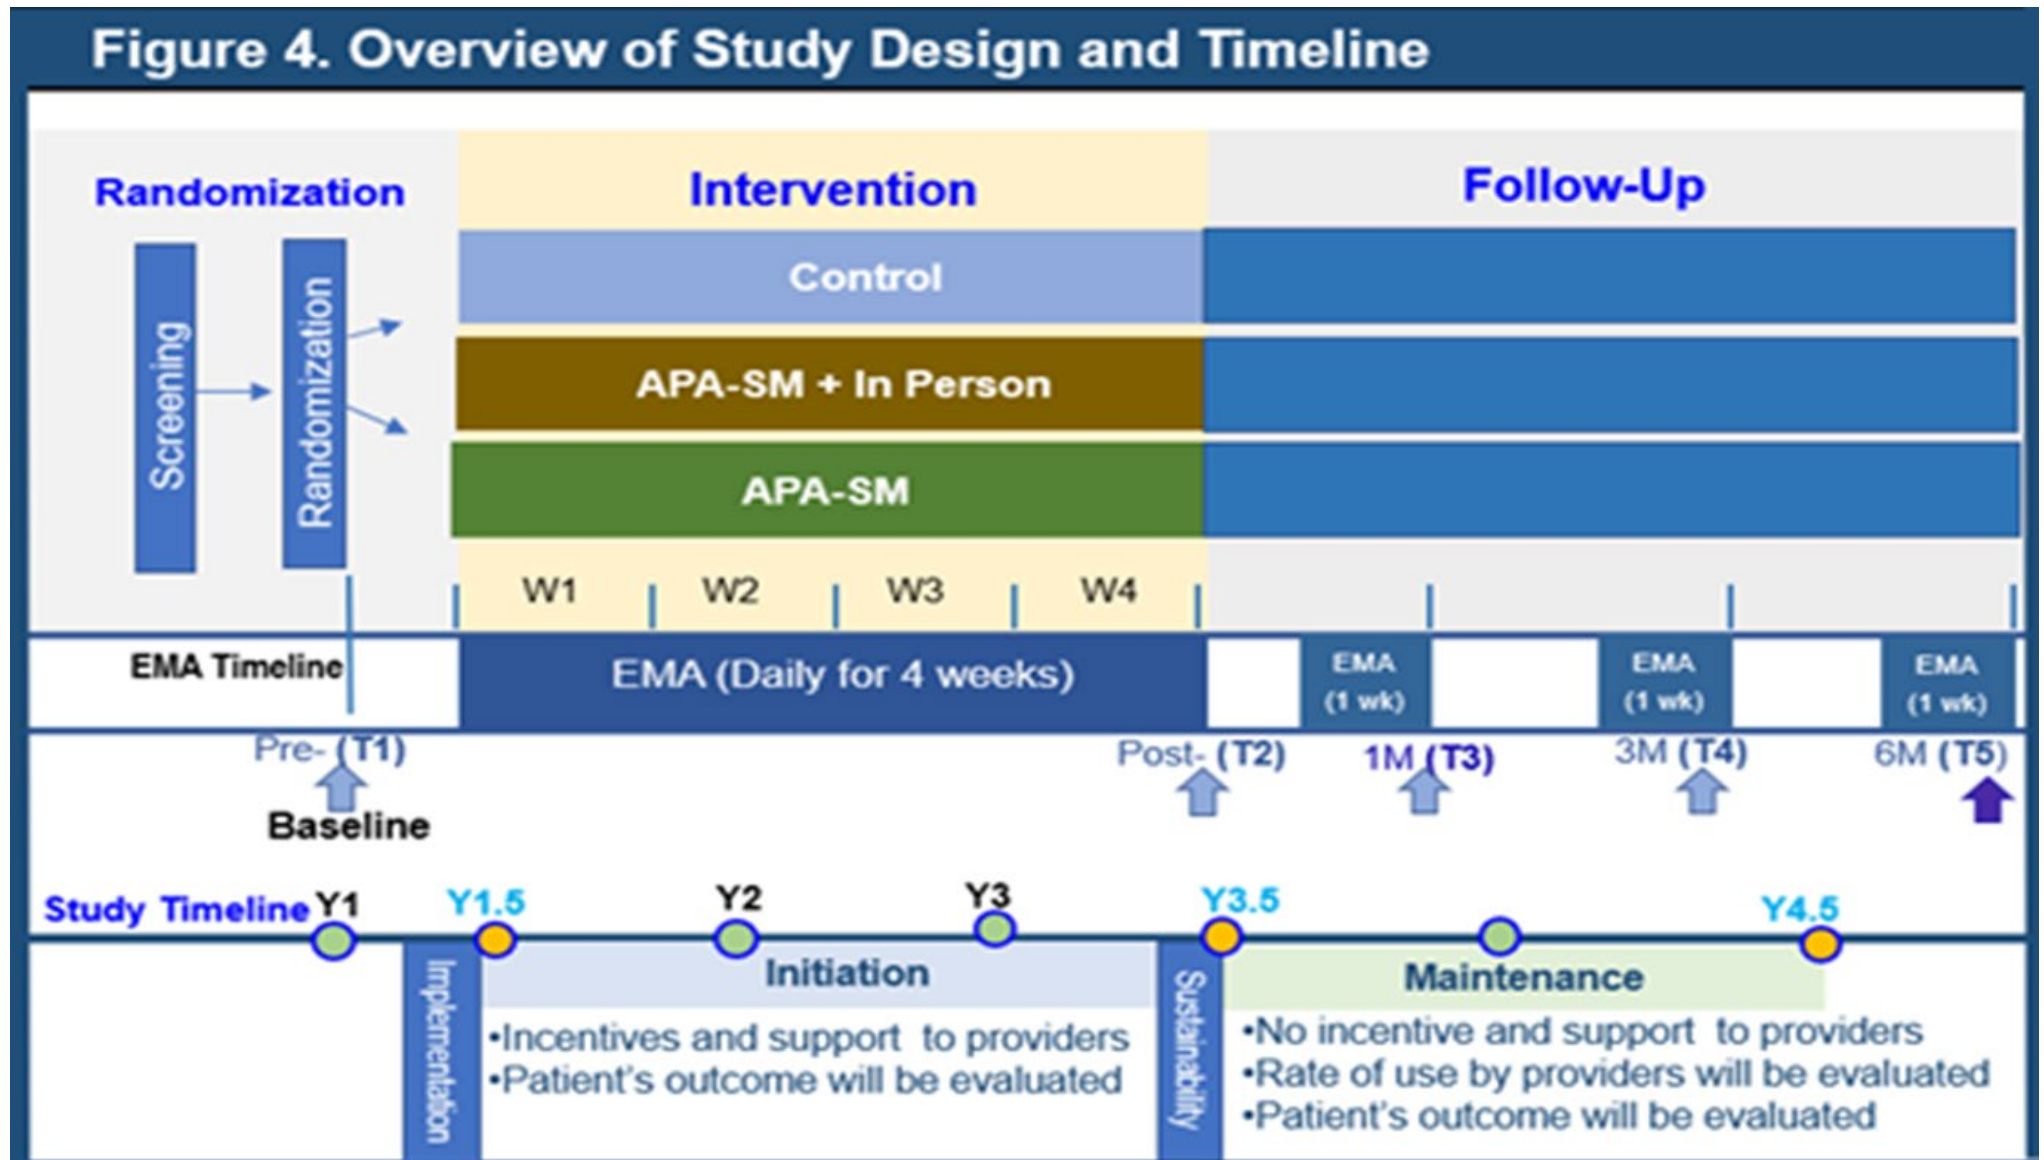 Figure 4. Overview of Study Design and Timeline
Randomization
Intervention
Follow-Up
Screening
Randomization
Control
APA-SM + In Person
APA-SM
W1 W2 W3 W4
EMA Timeline
EMA (Daily for 4 weeks)
EMA
(1 wk)
EMA
(1 wk)
EMA
(1 wk)
Pre- (T1)
Baseline
Post- (T2)
1M (T3)
3M (T4)
6M (T5)
Study Timeline Y1 Y1.5 Y2 Y3 Y3.5 Y4.5
Implementation
Initiation
•Incentives and support to providers
•Patient's outcome will be evaluated
Sustainability
Maintenance
•No incentive and support to providers
•Rate of use by providers will be evaluated
•Patient's outcome will be evaluated